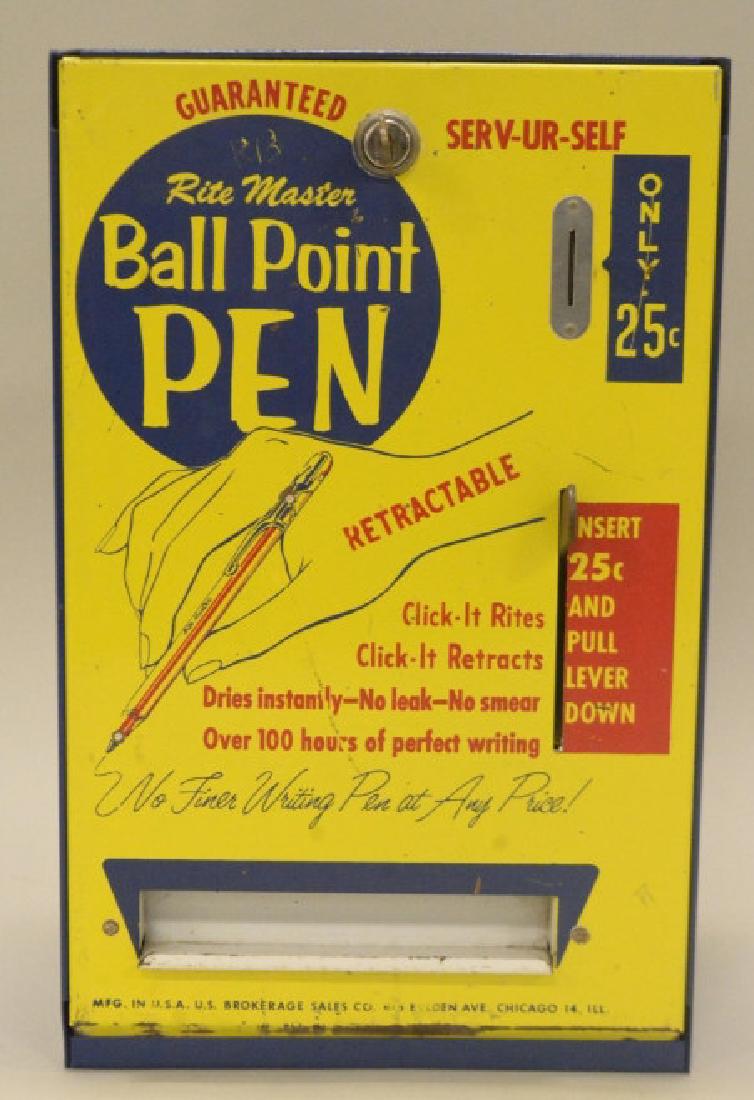 GUARANTEED
SERV-UR-SELF
Rite Master
Ball Point
PEN
ONLY
25c
RETRACTABLE
INSERT
25c
AND
PULL
LEVER
DOWN
Click-It Rites
Click-It Retracts
Dries instantly—No leak—No smear
Over 100 hours of perfect writing
No Finer Writing Pen at Any Price!
MFG. IN U.S.A. U.S. BROKERAGE SALES CO. AVE. CHICAGO 14, ILL.